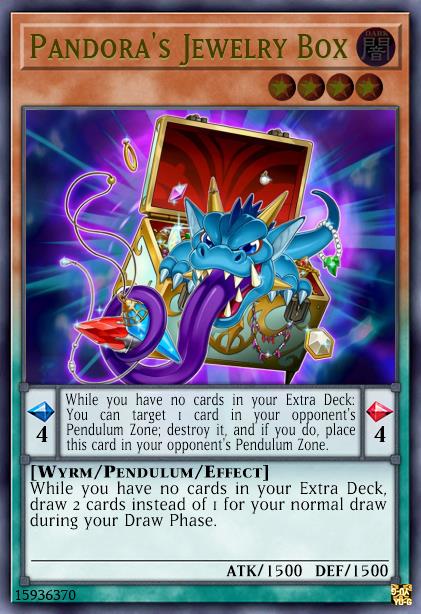 Pandora's Jewelry Box
DARK
闇
While you have no cards in your Extra Deck:
You can target 1 card in your opponent's
Pendulum Zone; destroy it, and if you do, place
this card in your opponent's Pendulum Zone.
4
4
[Wyrm/Pendulum/Effect]
While you have no cards in your Extra Deck,
draw 2 cards instead of 1 for your normal draw
during your Draw Phase.
ATK/1500 DEF/1500
15936370